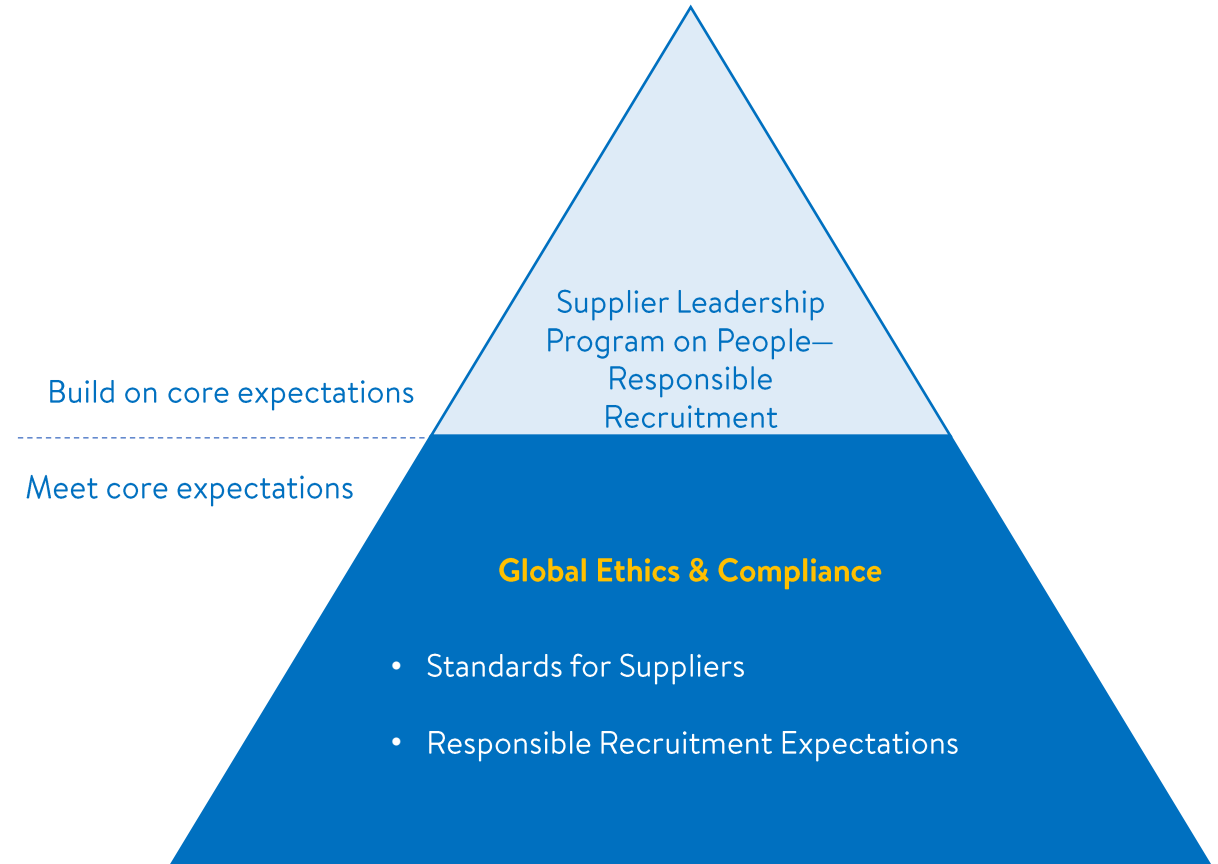 Supplier Leadership
Program on People—
Responsible
Recruitment
Build on core expectations
Meet core expectations
Global Ethics & Compliance
• Standards for Suppliers
• Responsible Recruitment Expectations